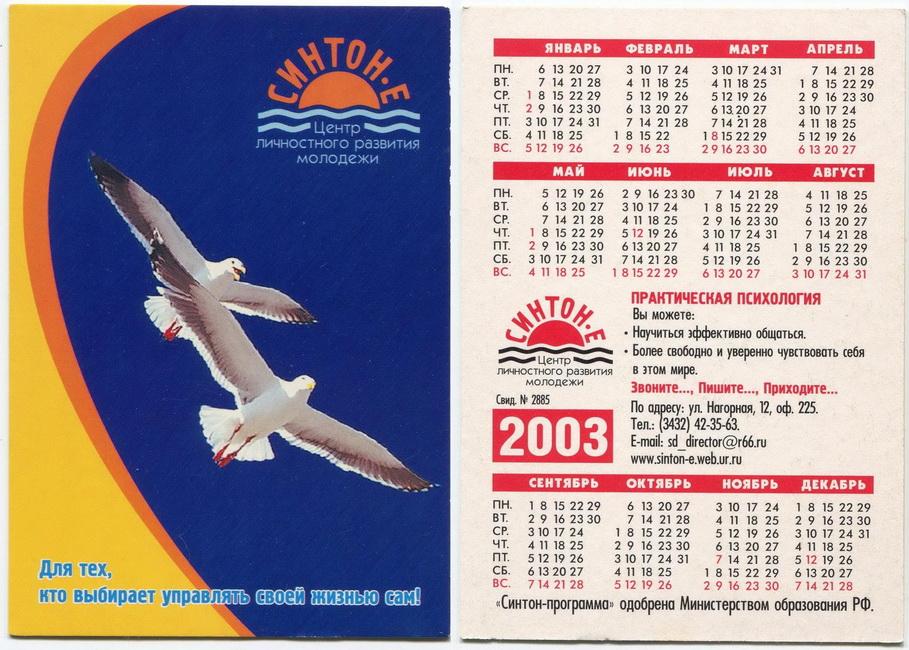 СИНТОН·Е
Центр
личностного развития
молодежи
Для тех,
кто выбирает управлять своей жизнью сам!
ЯНВАРЬ ФЕВРАЛЬ МАРТ АПРЕЛЬ
ПН. 6 13 20 27 3 10 17 24 3 10 17 24 31 7 14 21 28
ВТ. 7 14 21 28 4 11 18 25 4 11 18 25 1 8 15 22 29
СР. 1 8 15 22 29 5 12 19 26 5 12 19 26 2 9 16 23 30
ЧТ. 2 9 16 23 30 6 13 20 27 6 13 20 27 3 10 17 24
ПТ. 3 10 17 24 31 7 14 21 28 7 14 21 28 4 11 18 25
СБ. 4 11 18 25 1 8 15 22 1 8 15 22 29 5 12 19 26
ВС. 5 12 19 26 2 9 16 23 2 9 16 23 30 6 13 20 27
МАЙ ИЮНЬ ИЮЛЬ АВГУСТ
ПН. 5 12 19 26 2 9 16 23 30 7 14 21 28 4 11 18 25
ВТ. 6 13 20 27 3 10 17 24 1 8 15 22 29 5 12 19 26
СР. 7 14 21 28 4 11 18 25 2 9 16 23 30 6 13 20 27
ЧТ. 1 8 15 22 29 5 12 19 26 3 10 17 24 31 7 14 21 28
ПТ. 2 9 16 23 30 6 13 20 27 4 11 18 25 1 8 15 22 29
СБ. 3 10 17 24 31 7 14 21 28 5 12 19 26 2 9 16 23 30
ВС. 4 11 18 25 1 8 15 22 29 6 13 20 27 3 10 17 24 31
СИНТОН·Е
Центр
личностного развития
молодежи
Свид. № 2885
2003
ПРАКТИЧЕСКАЯ ПСИХОЛОГИЯ
Вы можете:
• Научиться эффективно общаться.
• Более свободно и уверенно чувствовать себя
в этом мире.
Звоните..., Пишите..., Приходите...
По адресу: ул. Нагорная, 12, оф. 225.
Тел.: (3432) 42-35-63.
E-mail: sd_director@r66.ru
www.sinton-e.web.ur.ru
СЕНТЯБРЬ ОКТЯБРЬ НОЯБРЬ ДЕКАБРЬ
ПН. 1 8 15 22 29 6 13 20 27 3 10 17 24 1 8 15 22 29
ВТ. 2 9 16 23 30 7 14 21 28 4 11 18 25 2 9 16 23 30
СР. 3 10 17 24 1 8 15 22 29 5 12 19 26 3 10 17 24 31
ЧТ. 4 11 18 25 2 9 16 23 30 6 13 20 27 4 11 18 25
ПТ. 5 12 19 26 3 10 17 24 31 7 14 21 28 5 12 19 26
СБ. 6 13 20 27 4 11 18 25 1 8 15 22 29 6 13 20 27
ВС. 7 14 21 28 5 12 19 26 2 9 16 23 30 7 14 21 28
«Синтон-программа» одобрена Министерством образования РФ.